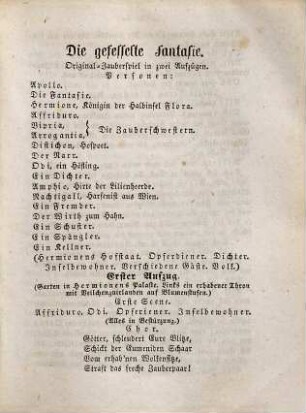 Die gefesselte Fantasie.
Original-Zauberspiel in zwei Aufzügen.
Personen:
Apollo.
Die Fantasie.
Hermione, Königin der Halbinsel Flora.
Affriduro.
Vipria,
Arrogantia, } Die Zauberschwestern.
Distichon, Hofpoet.
Der Narr.
Odi, ein Höfling.
Ein Dichter.
Amphio, Hirte der Lilienheerde.
Nachtigall, Harfenist aus Wien.
Ein Fremder.
Der Wirth zum Hahn.
Ein Schuster.
Ein Spängler.
Ein Kellner.
(Hermionens Hofstaat. Opferdiener. Dichter.
Inselbewohner. Verschiedene Gäste. Volk.)
Erster Aufzug.
(Garten in Hermionens Palaste. Links ein erhabener Thron
mit Veilchenguirlanden auf Blumenstufen.)
Erste Scene.
Affriduro. Odi. Opferiener. Inselbewohner.
(Alles in Bestürzung.)
Chor.
Götter, schleudert Eure Blitze,
Schickt der Eumeniden Schaar
Vom erhab'nen Wolkensitze,
Straft das freche Zauberpaar!